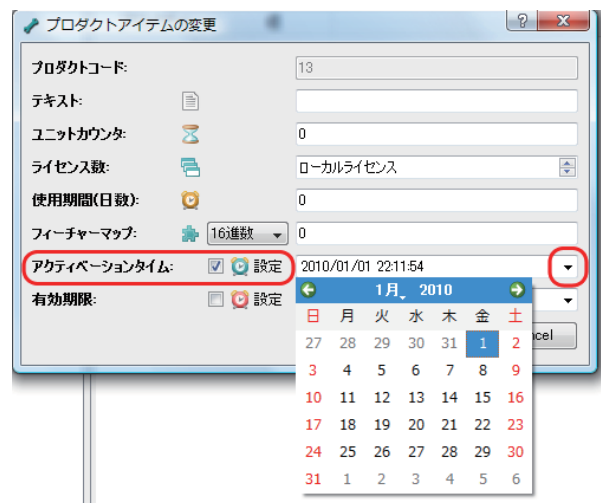 プロダクトアイテムの変更
プロダクトコード: 13
テキスト:
ユニットカウンタ: 0
ライセンス数: ローカルライセンス
使用期間(日数): 0
フィーチャーマップ: 16進数 0
アクティベーションタイム: 設定 2010/01/01 22:11:54
有効期限: 設定
1月, 2010
日 月 火 水 木 金 土
27 28 29 30 31 1 2
3 4 5 6 7 8 9
10 11 12 13 14 15 16
17 18 19 20 21 22 23
24 25 26 27 28 29 30
31 1 2 3 4 5 6